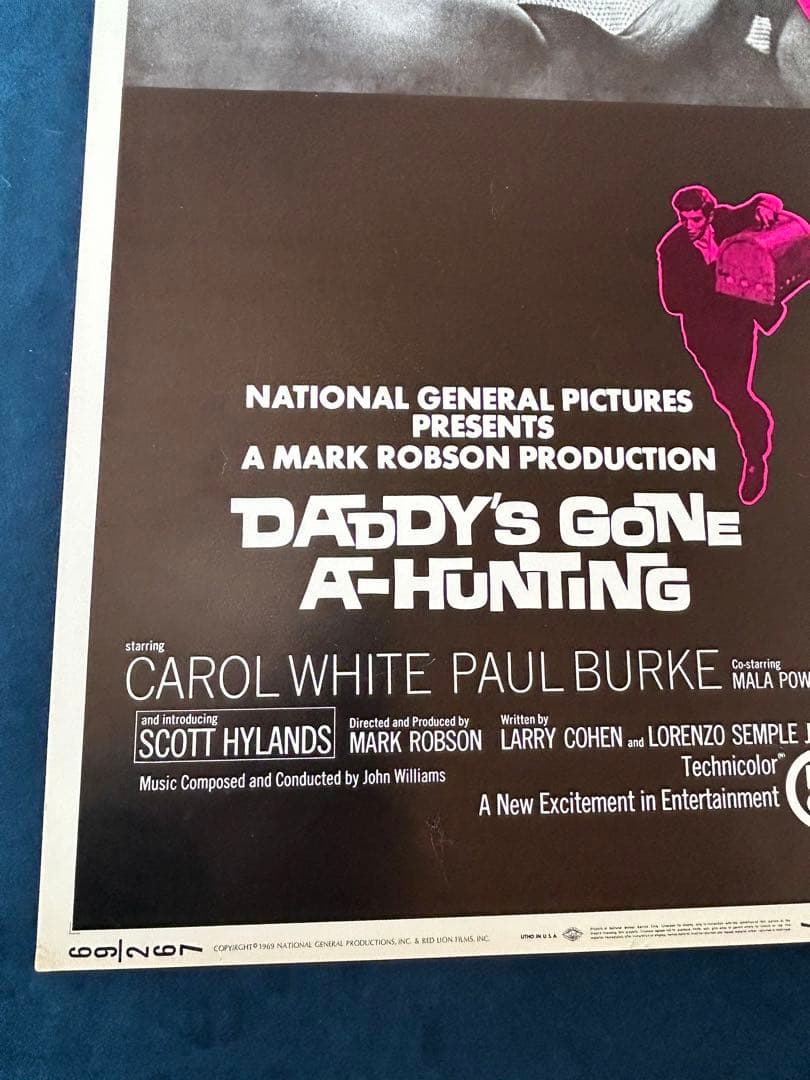 NATIONAL GENERAL PICTURES
PRESENTS
A MARK ROBSON PRODUCTION
DADDY'S GONE
A-HUNTING
starring
CAROL WHITE PAUL BURKE
Co-starring
MALA POW
and introducing
SCOTT HYLANDS
Directed and Produced by
MARK ROBSON
Written by
LARRY COHEN and LORENZO SEMPLE J
Music Composed and Conducted by John Williams
Technicolor
A New Excitement in Entertainment
69/267
COPYRIGHT © 1969 NATIONAL GENERAL PRODUCTIONS, INC. & RED LION FILMS, INC.
LITHO IN U.S.A.